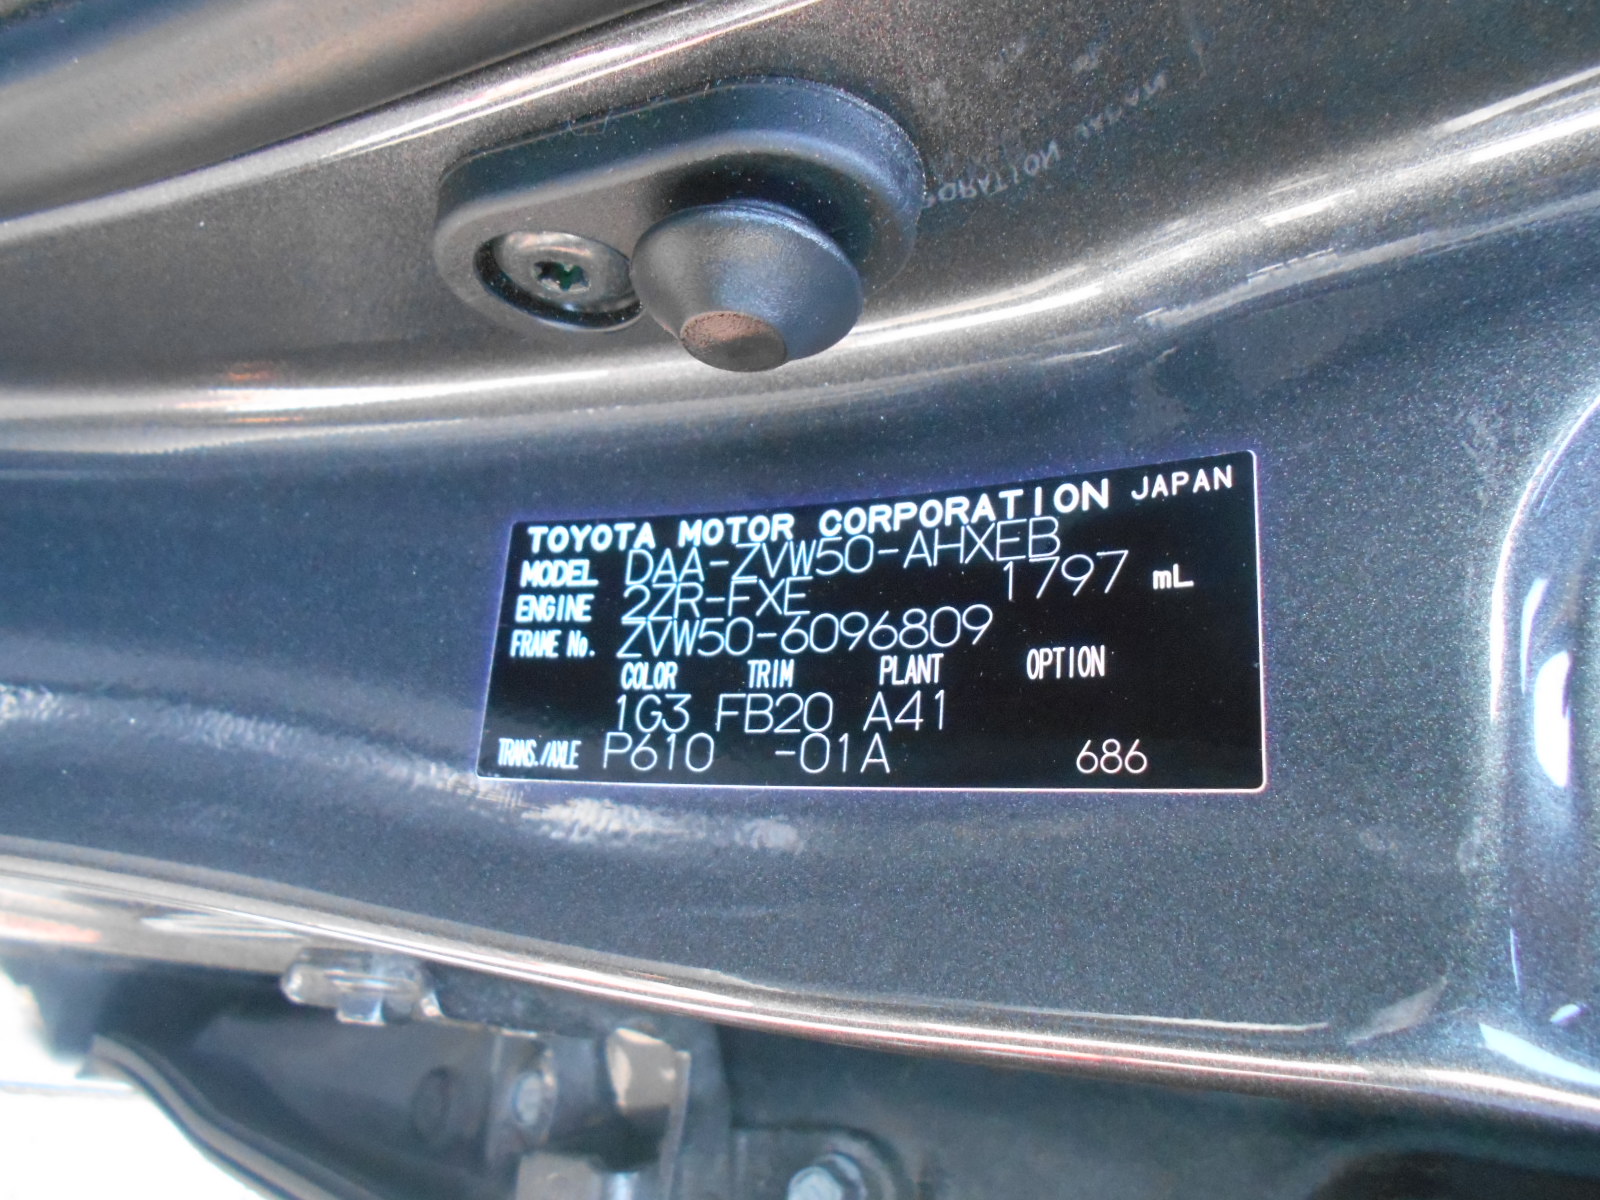 TOYOTA MOTOR CORPORATION JAPAN
MODEL DAA-ZVW50-AHXEB
ENGINE 2ZR-FXE 1797 mL
FRAME No. ZVW50-6096809
COLOR TRIM PLANT OPTION
1G3 FB20 A41
TRANS./AXLE P610 -01A 686